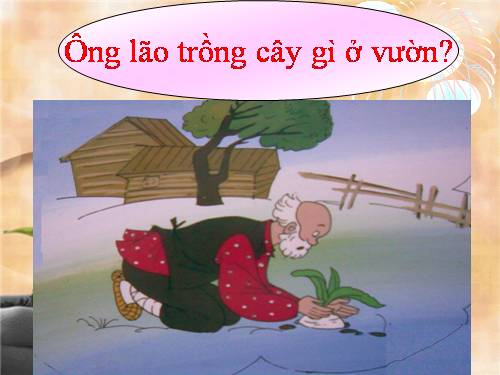 Ông lão trồng cây gì ở vườn?